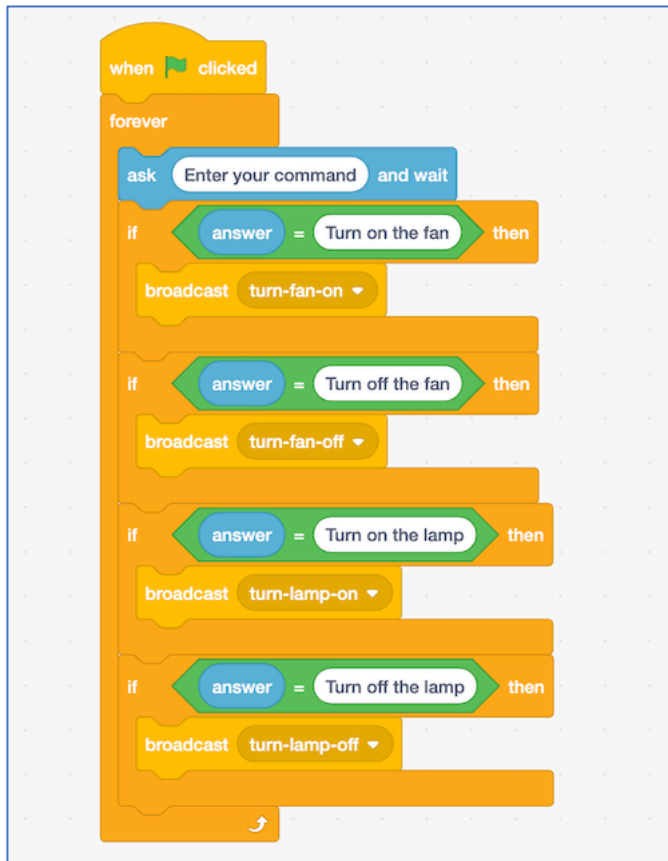 when clicked
forever
ask Enter your command and wait
if answer = Turn on the fan then
broadcast turn-fan-on
if answer = Turn off the fan then
broadcast turn-fan-off
if answer = Turn on the lamp then
broadcast turn-lamp-on
if answer = Turn off the lamp then
broadcast turn-lamp-off